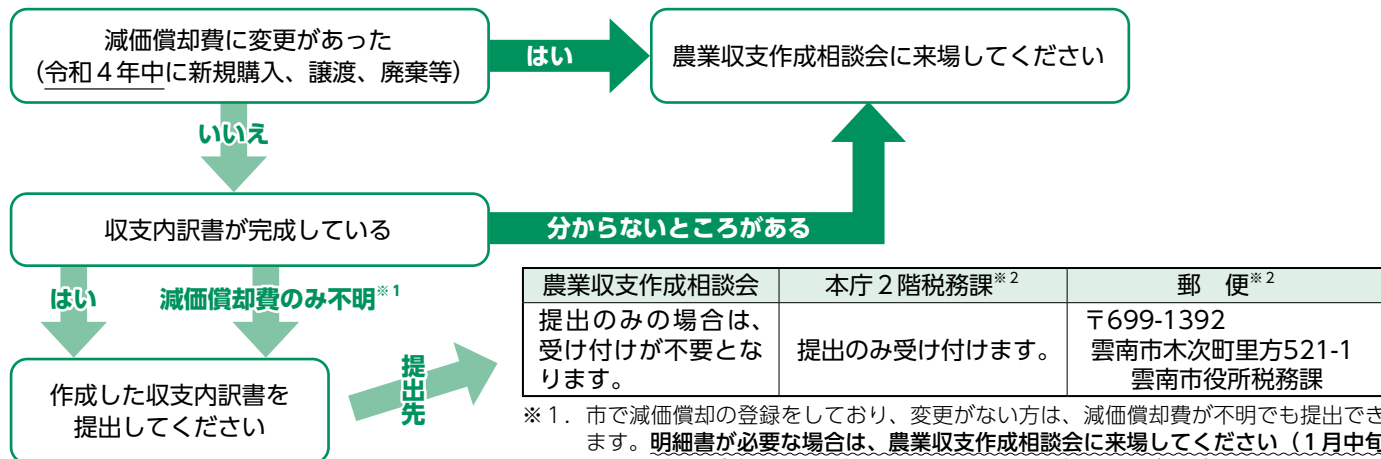 減価償却費に変更があった
(令和４年中に新規購入、譲渡、廃棄等)
はい
農業収支作成相談会に来場してください
いいえ
収支内訳書が完成している
分からないところがある
はい
減価償却費のみ不明※1
作成した収支内訳書を
提出してください
提出先
農業収支作成相談会
本庁２階税務課※2
郵　便※2
提出のみの場合は、
受け付けが不要とな
ります。
提出のみ受け付けます。
〒699-1392
雲南市木次町里方521-1
雲南市役所税務課
※１．市で減価償却の登録をしており、変更がない方は、減価償却費が不明でも提出でき
ます。明細書が必要な場合は、農業収支作成相談会に来場してください（１月中旬